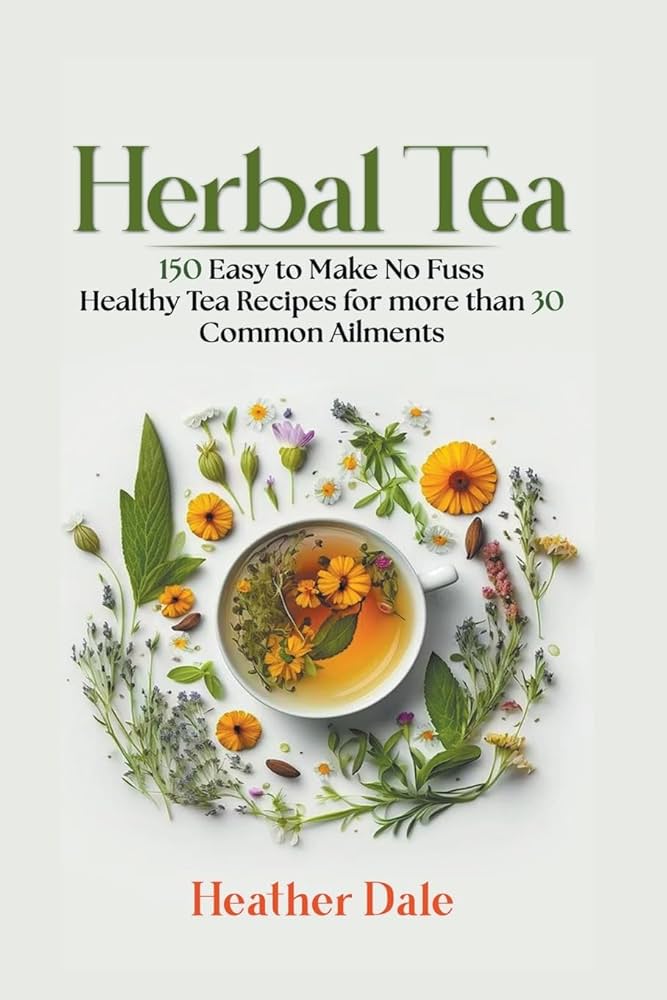 Herbal Tea
150 Easy to Make No Fuss
Healthy Tea Recipes for more than 30
Common Ailments
Heather Dale